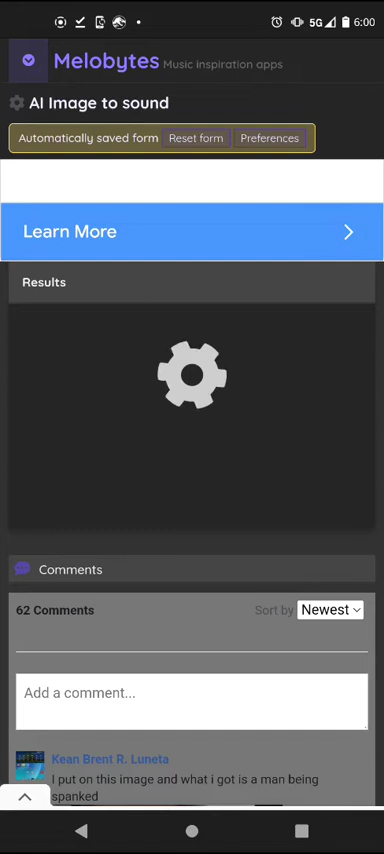 5G 6:00
Melobytes Music inspiration apps
AI Image to sound
Automatically saved form Reset form Preferences
Learn More
Results
Comments
62 Comments Sort by Newest
Add a comment...
Kean Brent R. Luneta
I put on this image and what i got is a man being
spanked